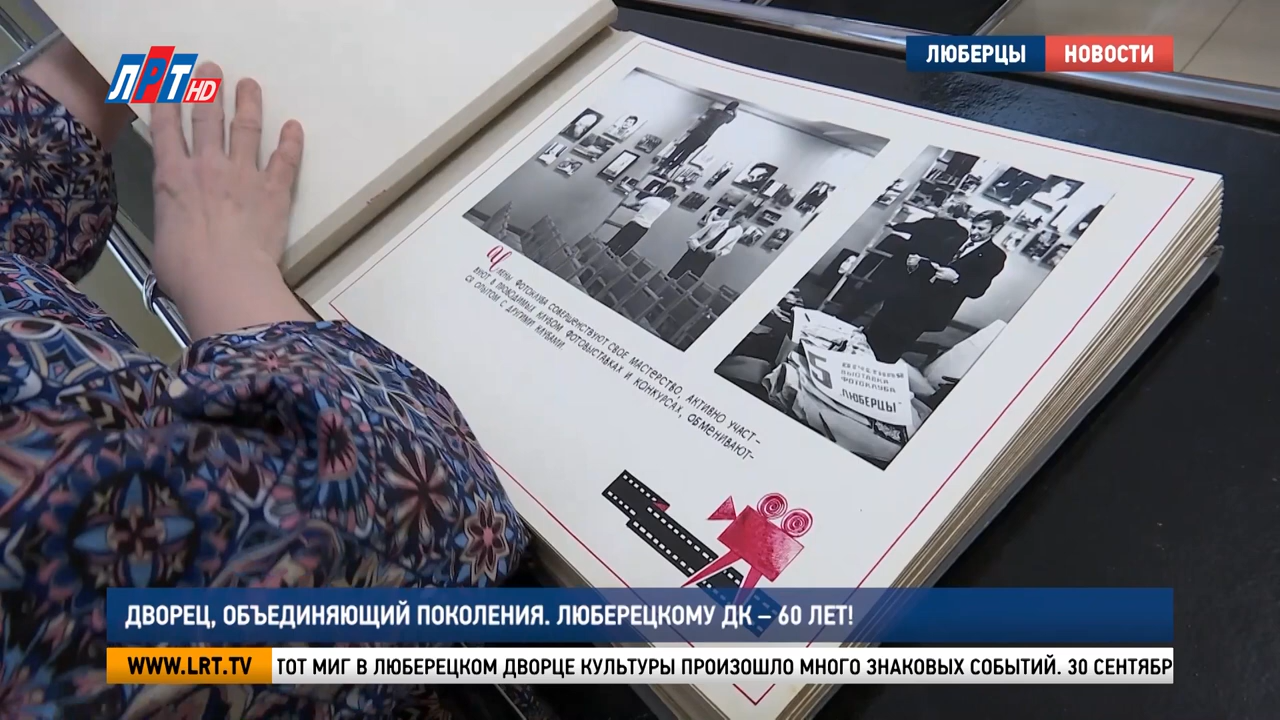 ЛРТ HD
ЛЮБЕРЦЫ НОВОСТИ
Члены фотоклуба совершенствуют свое мастерство, активно участ-
вуют в проводимых клубом фотовыставках и конкурсах, обменивают-
ся опытом с другими клубами.
5
ОТЧЕТНАЯ
ВЫСТАВКА
ФОТОКЛУБА
"ЛЮБЕРЦЫ"
ДВОРЕЦ, ОБЪЕДИНЯЮЩИЙ ПОКОЛЕНИЯ. ЛЮБЕРЕЦКОМУ ДК – 60 ЛЕТ!
WWW.LRT.TV ТОТ МИГ В ЛЮБЕРЕЦКОМ ДВОРЦЕ КУЛЬТУРЫ ПРОИЗОШЛО МНОГО ЗНАКОВЫХ СОБЫТИЙ. 30 СЕНТЯБР